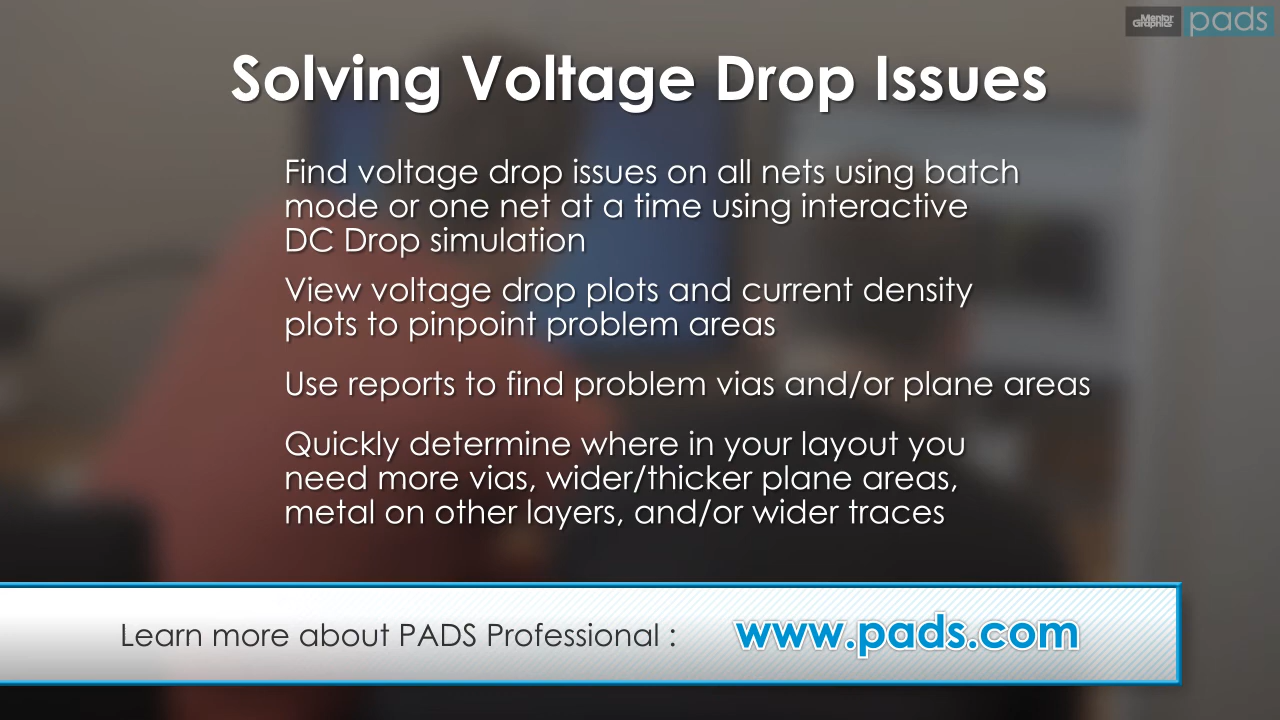 Mentor Graphics pads
Solving Voltage Drop Issues
Find voltage drop issues on all nets using batch
mode or one net at a time using interactive
DC Drop simulation
View voltage drop plots and current density
plots to pinpoint problem areas
Use reports to find problem vias and/or plane areas
Quickly determine where in your layout you
need more vias, wider/thicker plane areas,
metal on other layers, and/or wider traces
Learn more about PADS Professional : www.pads.com